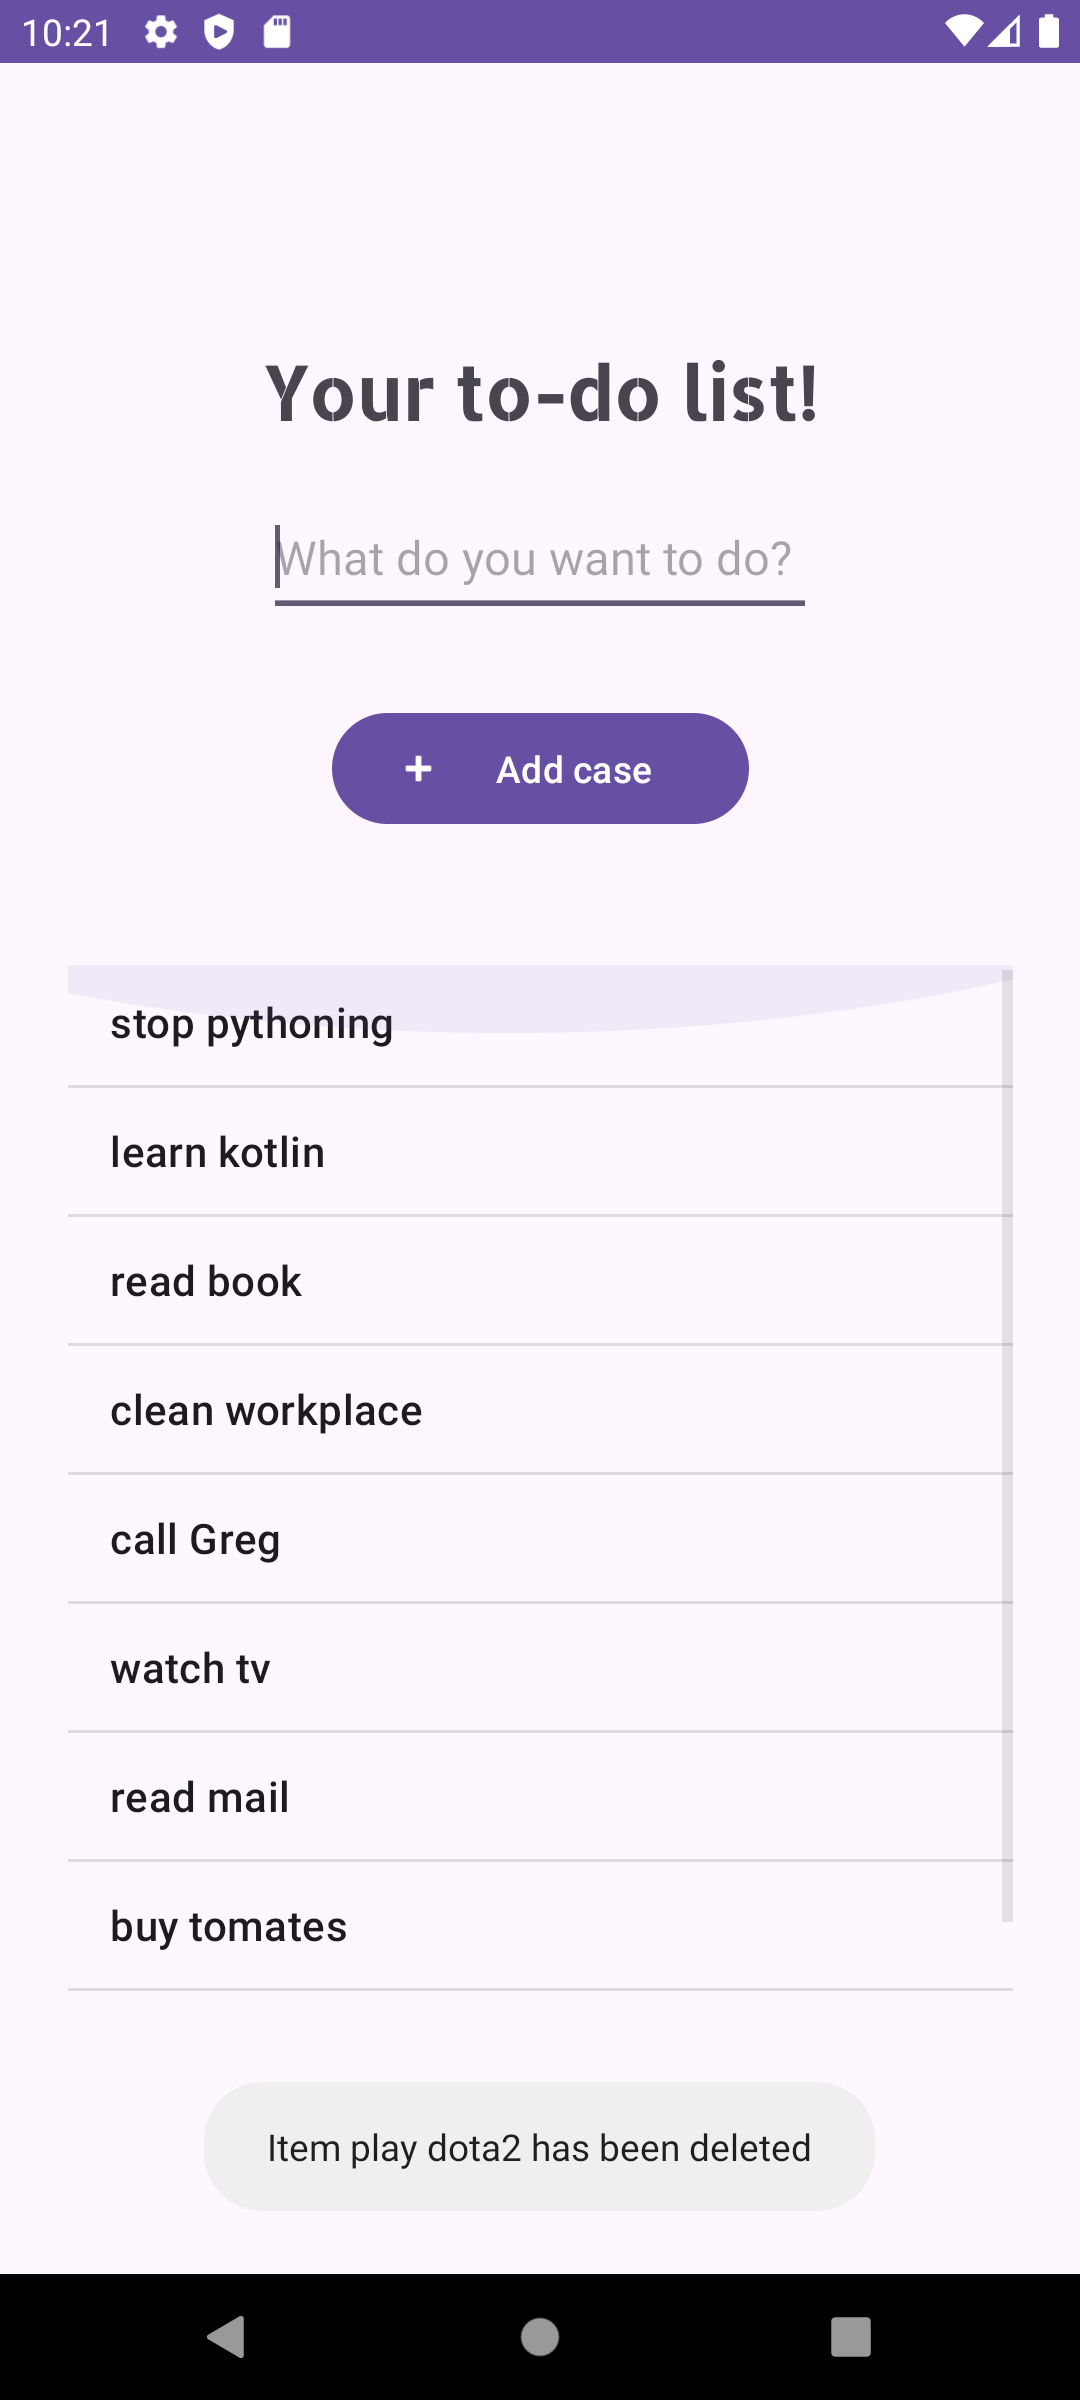 10:21
Your to-do list!
What do you want to do?
+ Add case
stop pythoning
learn kotlin
read book
clean workplace
call Greg
watch tv
read mail
buy tomates
Item play dota2 has been deleted